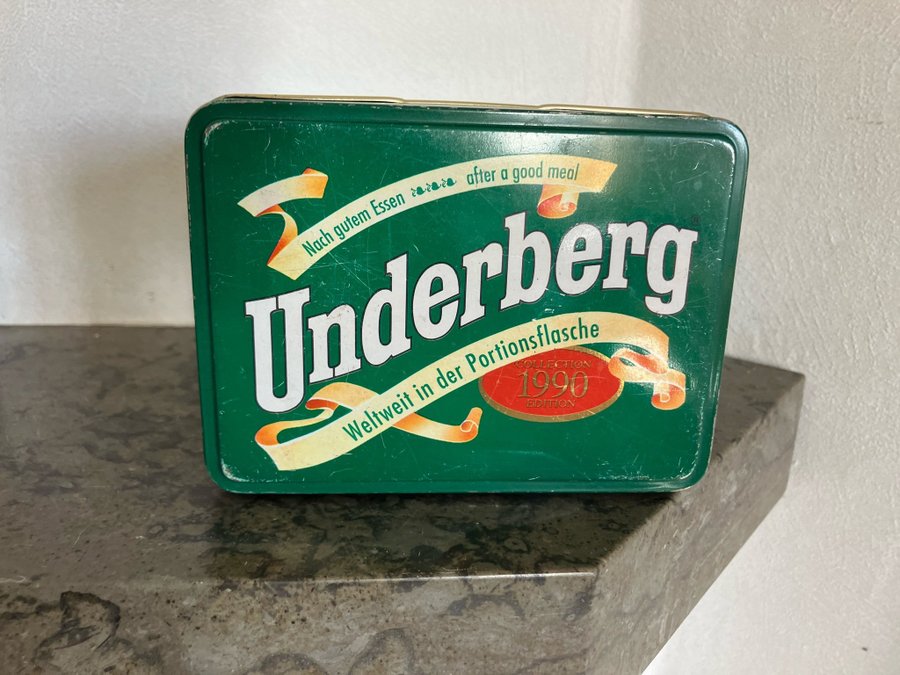 Nach gutem Essen after a good meal
Underberg
Weltweit in der Portionsflasche
COLLECTION
1990
EDITION